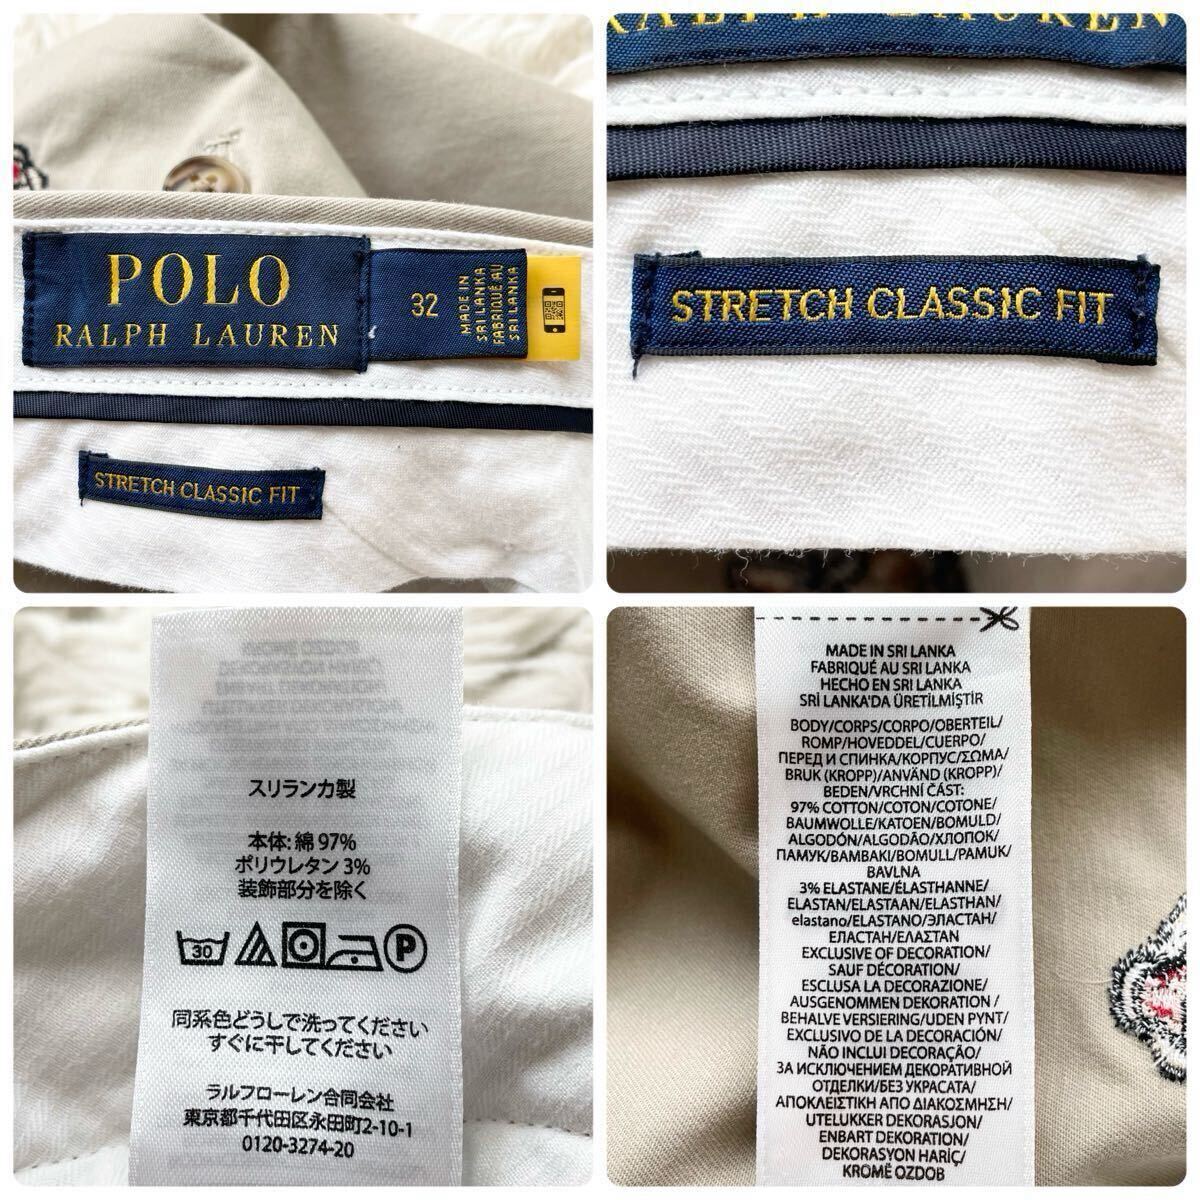 POLO
RALPH LAUREN
32
MADE IN
SRI LANKA
FABRIQUÉ AU
SRI LANKA
STRETCH CLASSIC FIT
RALPH LAUREN
STRETCH CLASSIC FIT
スリランカ製
本体: 綿 97%
ポリウレタン 3%
装飾部分を除く
30
P
同系色どうしで洗ってください
すぐに干してください
ラルフローレン合同会社
東京都千代田区永田町2-10-1
0120-3274-20
MADE IN SRI LANKA
FABRIQUÉ AU SRI LANKA
HECHO EN SRI LANKA
SRİ LANKA'DA ÜRETİLMİŞTİR
BODY/CORPS/CORPO/OBERTEIL/
ROMP/HOVEDDEL/CUERPO/
ПЕРЕД И СПИНКА/КОРПУС/ΣΩΜΑ/
BRUK (KROPP)/ANVÄND (KROPP)/
BEDEN/VRCHNÍ ČÁST:
97% COTTON/COTON/COTONE/
BAUMWOLLE/KATOEN/BOMULD/
ALGODÓN/ALGODÃO/ХЛОПОК/
ПАМУК/ΒΑΜΒΑΚΙ/BOMULL/PAMUK/
BAVLNA
3% ELASTANE/ÉLASTHANNE/
ELASTAN/ELASTAAN/ELASTHAN/
elastano/ELASTANO/ЭЛАСТАН/
ЕЛАСТАН/ΕΛΑΣΤΑΝ
EXCLUSIVE OF DECORATION/
SAUF DÉCORATION/
ESCLUSA LA DECORAZIONE/
AUSGENOMMEN DEKORATION /
BEHALVE VERSIERING/UDEN PYNT/
EXCLUSIVO DE LA DECORACIÓN/
NÃO INCLUI DECORAÇÃO/
ЗА ИСКЛЮЧЕНИЕМ ДЕКОРАТИВНОЙ
ОТДЕЛКИ/БЕЗ УКРАСАТА/
ΑΠΟΚΛΕΙΣΤΙΚΗ ΑΠΟ ΔΙΑΚΟΣΜΗΣΗ/
UTELUKKER DEKORASJON/
ENBART DEKORATION/
DEKORASYON HARİÇ/
KROMĚ OZDOB